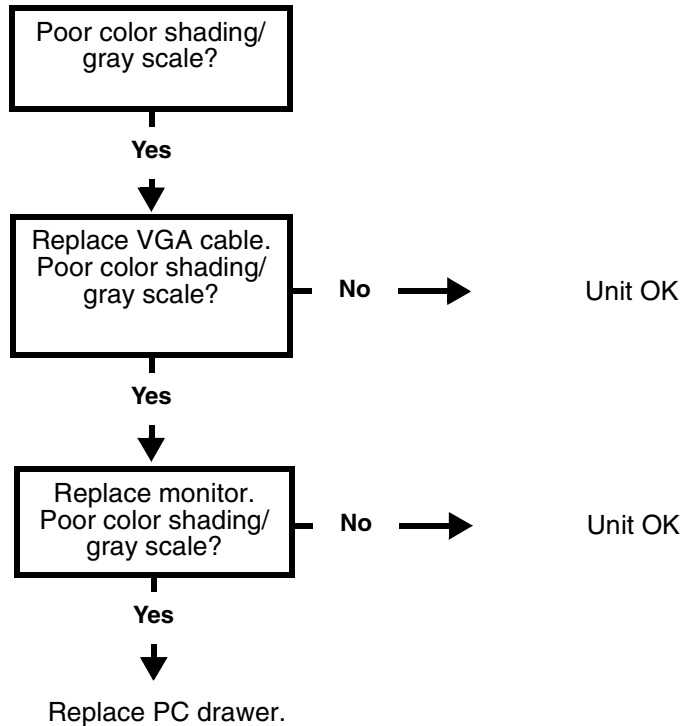 Poor color shading/
gray scale?
Yes
Replace VGA cable.
Poor color shading/
gray scale?
No
Unit OK
Yes
Replace monitor.
Poor color shading/
gray scale?
No
Unit OK
Yes
Replace PC drawer.